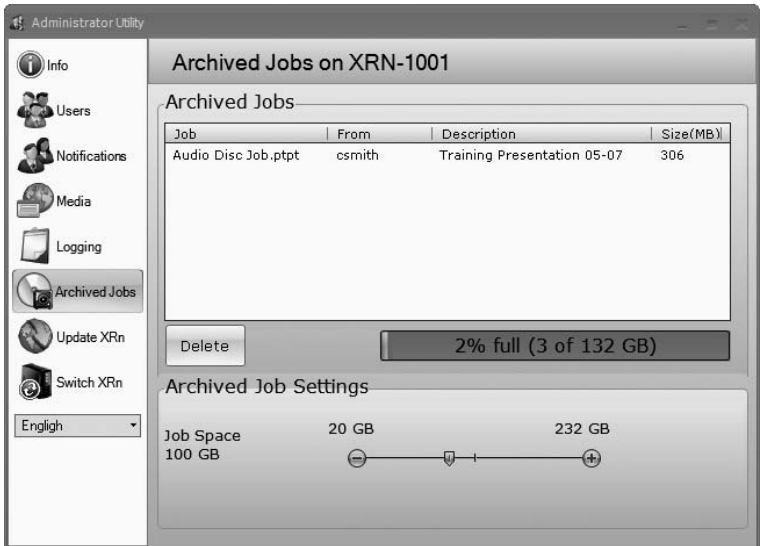 Administrator Utility
Info
Users
Notifications
Media
Logging
Archived Jobs
Update XRn
Switch XRn
Engligh
Archived Jobs on XRN-1001
Archived Jobs
Job From Description Size(MB)
Audio Disc Job.ptpt csmith Training Presentation 05-07 306
Delete
2% full (3 of 132 GB)
Archived Job Settings
Job Space
100 GB
20 GB 232 GB